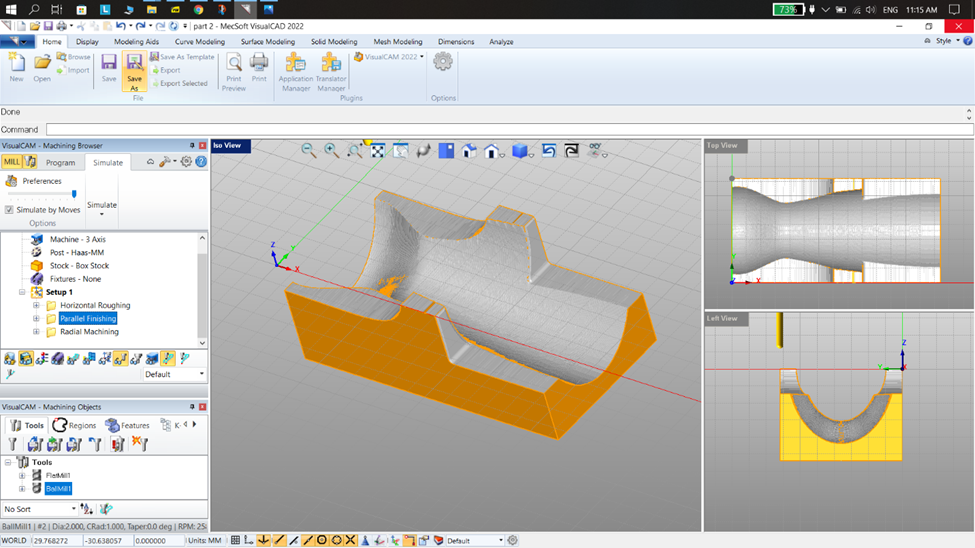 73%
ENG 11:15 AM
part 2 - MecSoft VisualCAD 2022
Home Display Modeling Aids Curve Modeling Surface Modeling Solid Modeling Mesh Modeling Dimensions Analyze
Style
New
Open
Browse
Import
Save
Save As
Save As Template
Export
Export Selected
Print Preview
Print
Application Manager
Translator Manager
VisualCAM 2022
File
Plugins
Options
Done
Command
VisualCAM - Machining Browser
MILL Program Simulate
Preferences
Simulate by Moves
Simulate
Options
Machine - 3 Axis
Post - Haas-MM
Stock - Box Stock
Fixtures - None
Setup 1
Horizontal Roughing
Parallel Finishing
Radial Machining
Default
VisualCAM - Machining Objects
Tools Regions Features K
Tools
FlatMill1
BallMill1
No Sort
BallMill1 | #2 | Dia:2.000, CRad:1.000, Taper:0.0 deg | RPM: 25
Iso View
Z
Y
X
Top View
Y
X
Left View
Z
Y
X
WORLD 29.768272 -30.638057 0.000000 Units: MM
Default